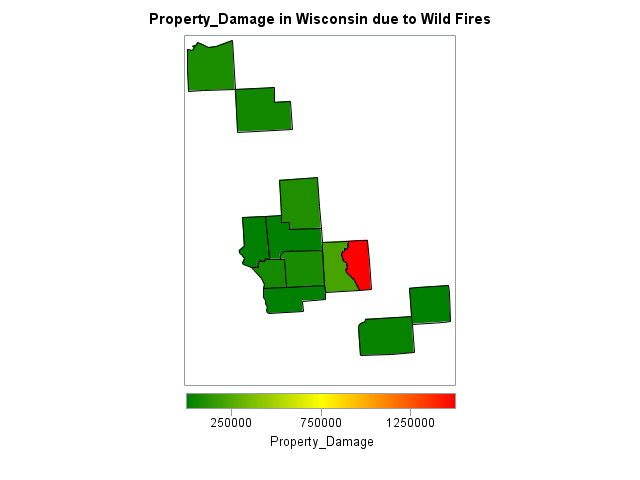 Property_Damage in Wisconsin due to Wild Fires
250000 750000 1250000
Property_Damage